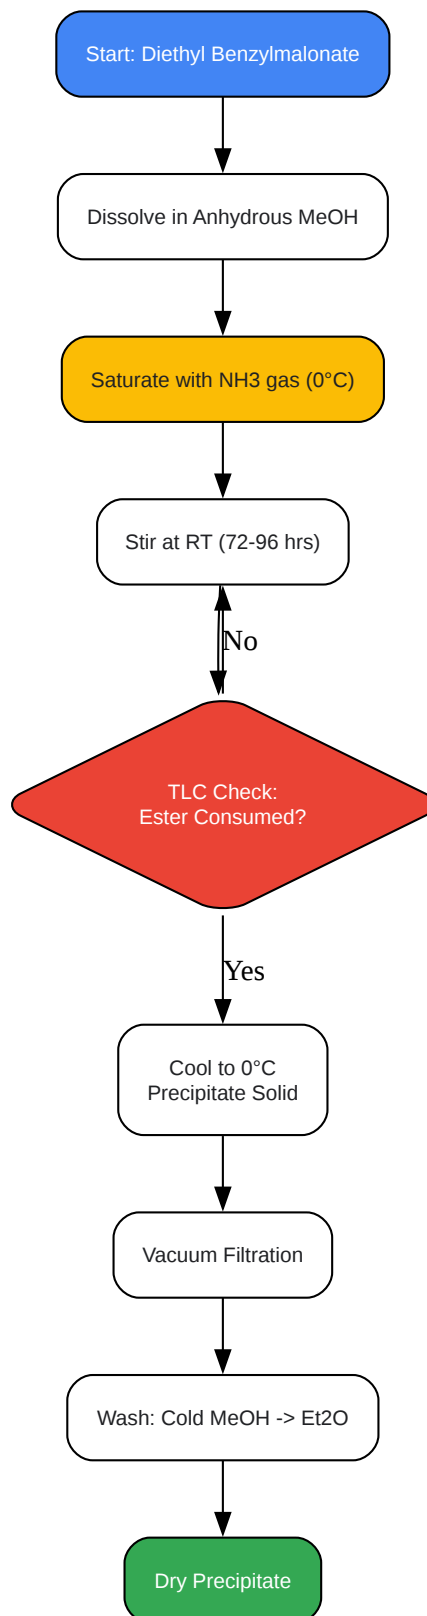 Start: Diethyl Benzylmalonate
Dissolve in Anhydrous MeOH
Saturate with NH3 gas (0°C)
Stir at RT (72-96 hrs)
No
TLC Check:
Ester Consumed?
Yes
Cool to 0°C
Precipitate Solid
Vacuum Filtration
Wash: Cold MeOH -> Et2O
Dry Precipitate